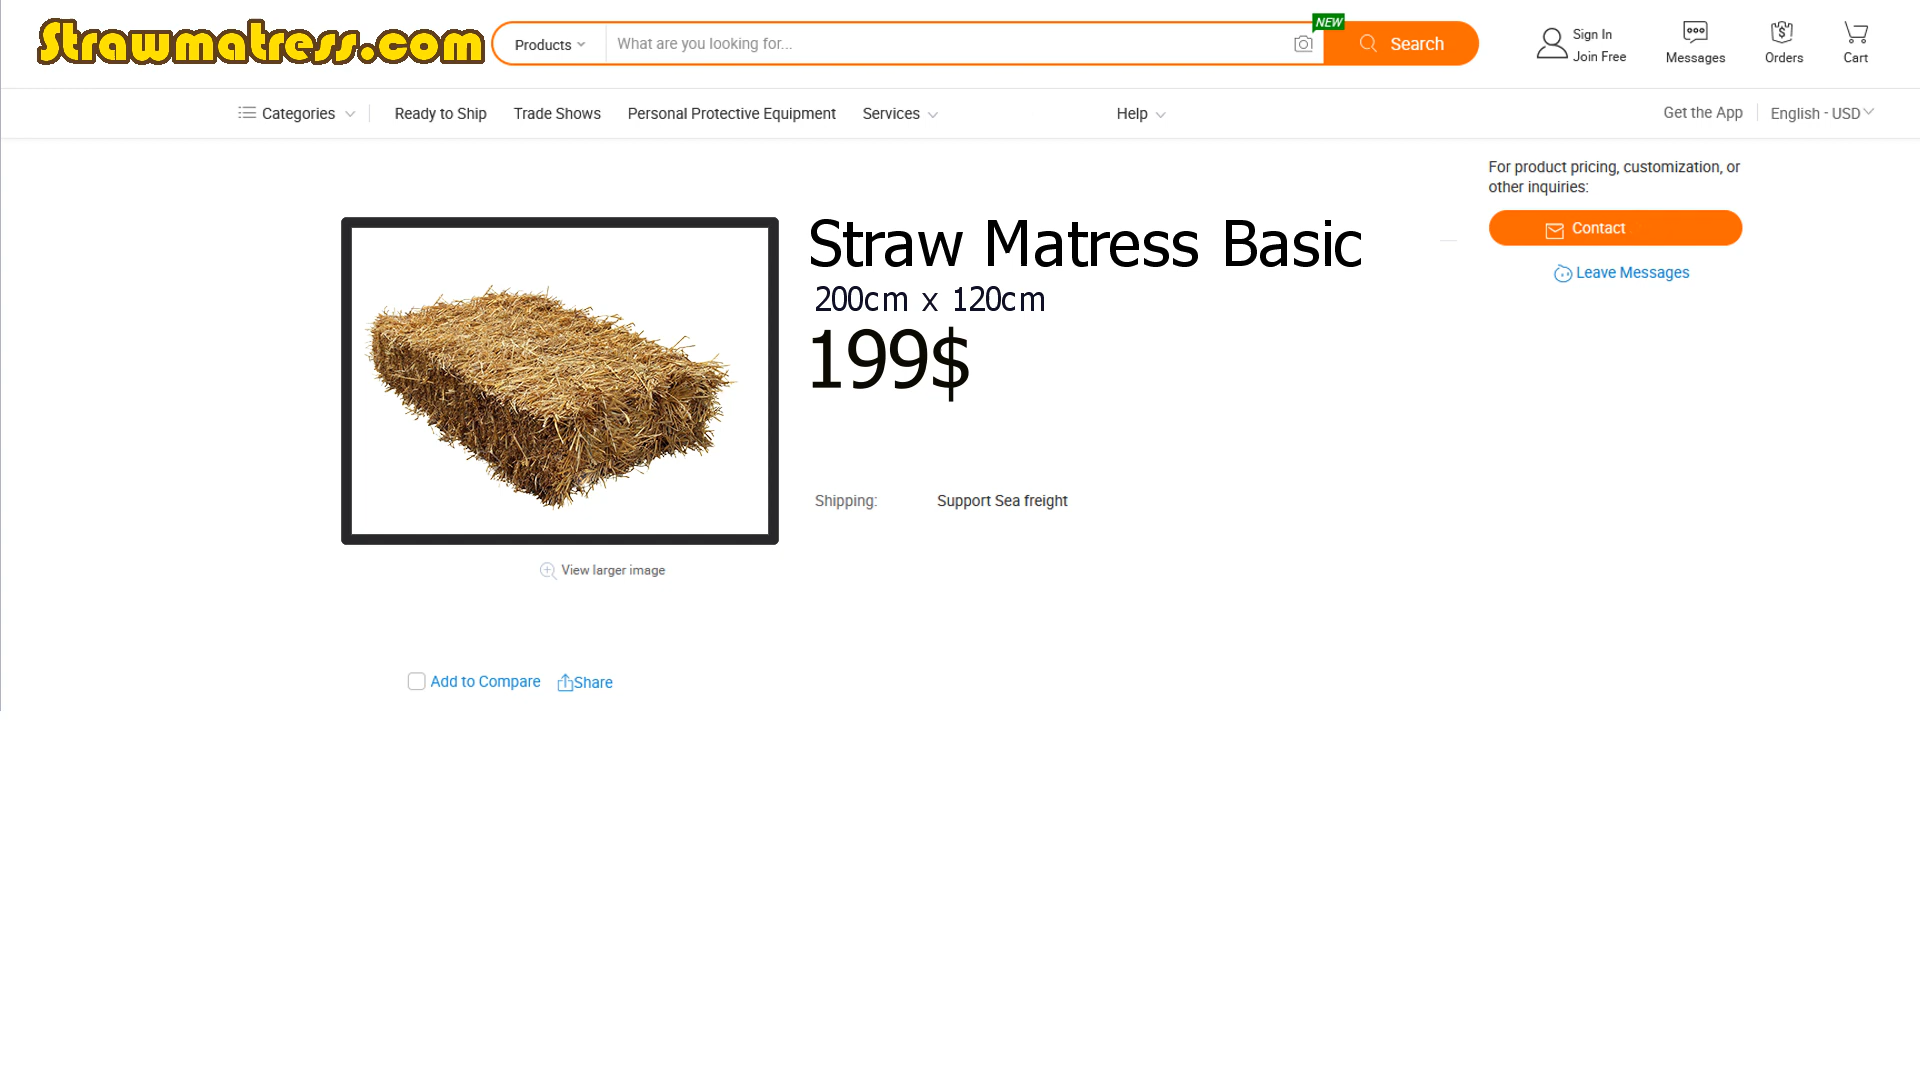 Strawmatress.com
Products
What are you looking for...
NEW
Search
Sign In
Join Free
Messages
Orders
Cart
Categories
Ready to Ship
Trade Shows
Personal Protective Equipment
Services
Help
Get the App
English - USD
For product pricing, customization, or
other inquiries:
Contact
Leave Messages
Straw Matress Basic
200cm x 120cm
199$
Shipping:
Support Sea freight
View larger image
Add to Compare
Share